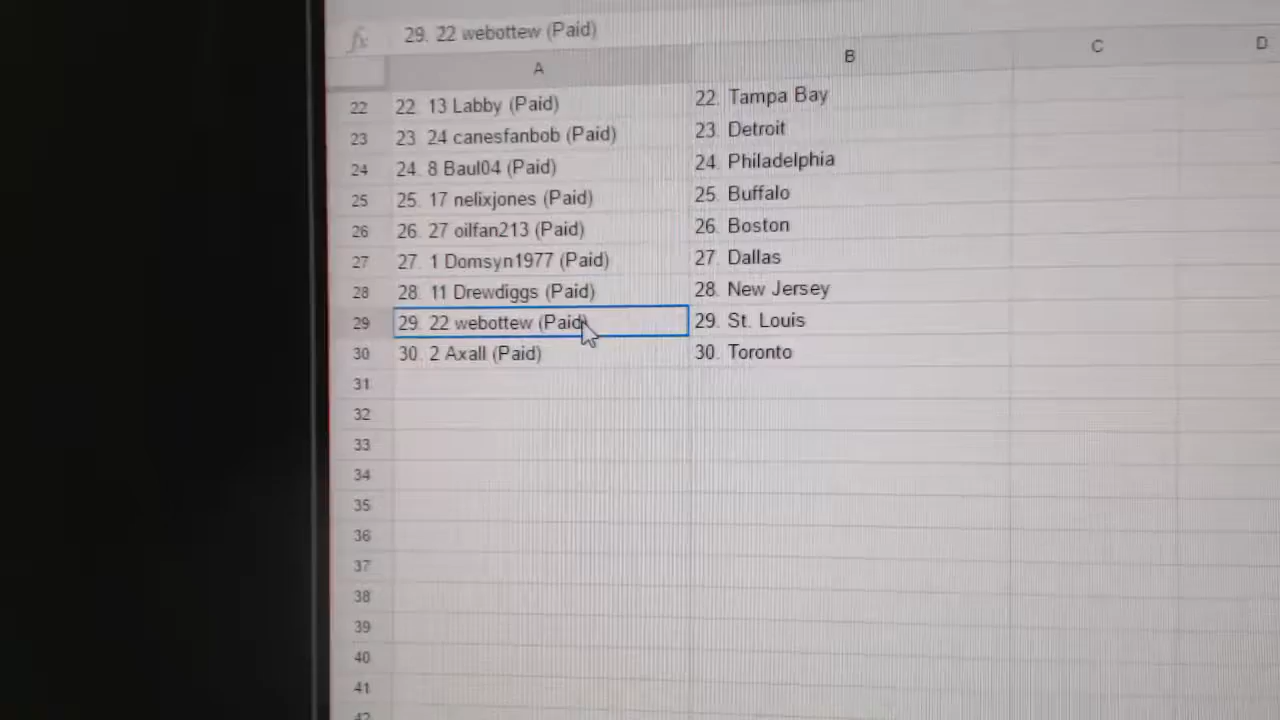 fx 29. 22 webottew (Paid)
A B C D
22 22. 13 Labby (Paid) 22. Tampa Bay
23 23 24 canesfanbob (Paid) 23. Detroit
24 24. 8 Baul04 (Paid) 24. Philadelphia
25 25. 17 nelixjones (Paid) 25. Buffalo
26 26. 27 oilfan213 (Paid) 26. Boston
27 27. 1 Domsyn1977 (Paid) 27. Dallas
28 28. 11 Drewdiggs (Paid) 28. New Jersey
29 29. 22 webottew (Paid) 29. St. Louis
30 30. 2 Axall (Paid) 30. Toronto
31
32
33
34
35
36
37
38
39
40
41
42